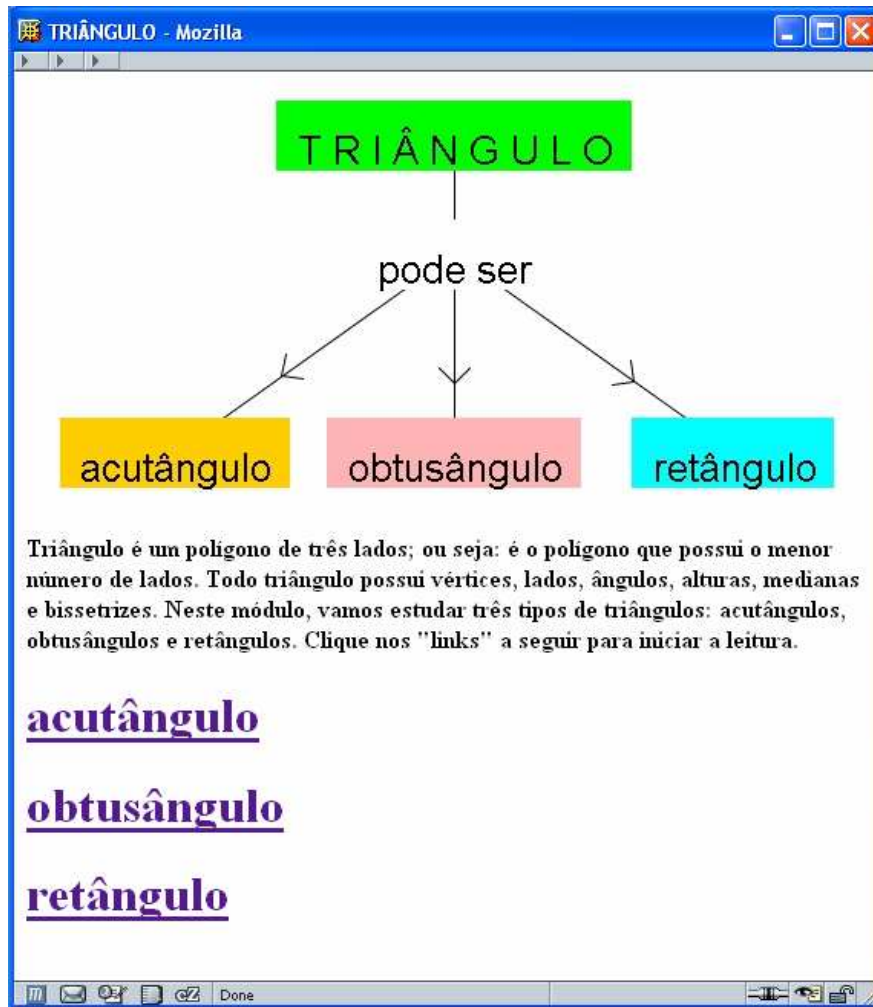 TRIÂNGULO - Mozilla
TRIÂNGULO
pode ser
acutângulo obtusângulo retângulo
Triângulo é um polígono de três lados; ou seja: é o polígono que possui o menor
número de lados. Todo triângulo possui vértices, lados, ângulos, alturas, medianas
e bissetrizes. Neste módulo, vamos estudar três tipos de triângulos: acutângulos,
obtusângulos e retângulos. Clique nos "links" a seguir para iniciar a leitura.
acutângulo
obtusângulo
retângulo
Done